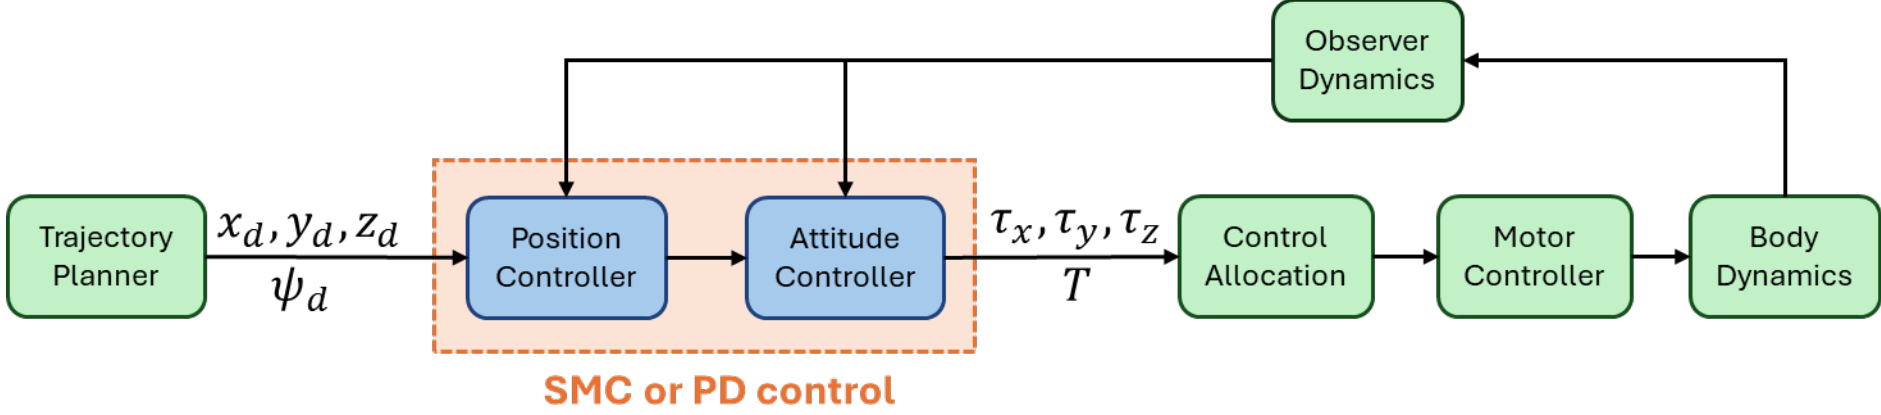 Observer
Dynamics
Trajectory
Planner
x_d, y_d, z_d
ψ_d
Position
Controller
Attitude
Controller
τ_x, τ_y, τ_z
T
Control
Allocation
Motor
Controller
Body
Dynamics
SMC or PD control